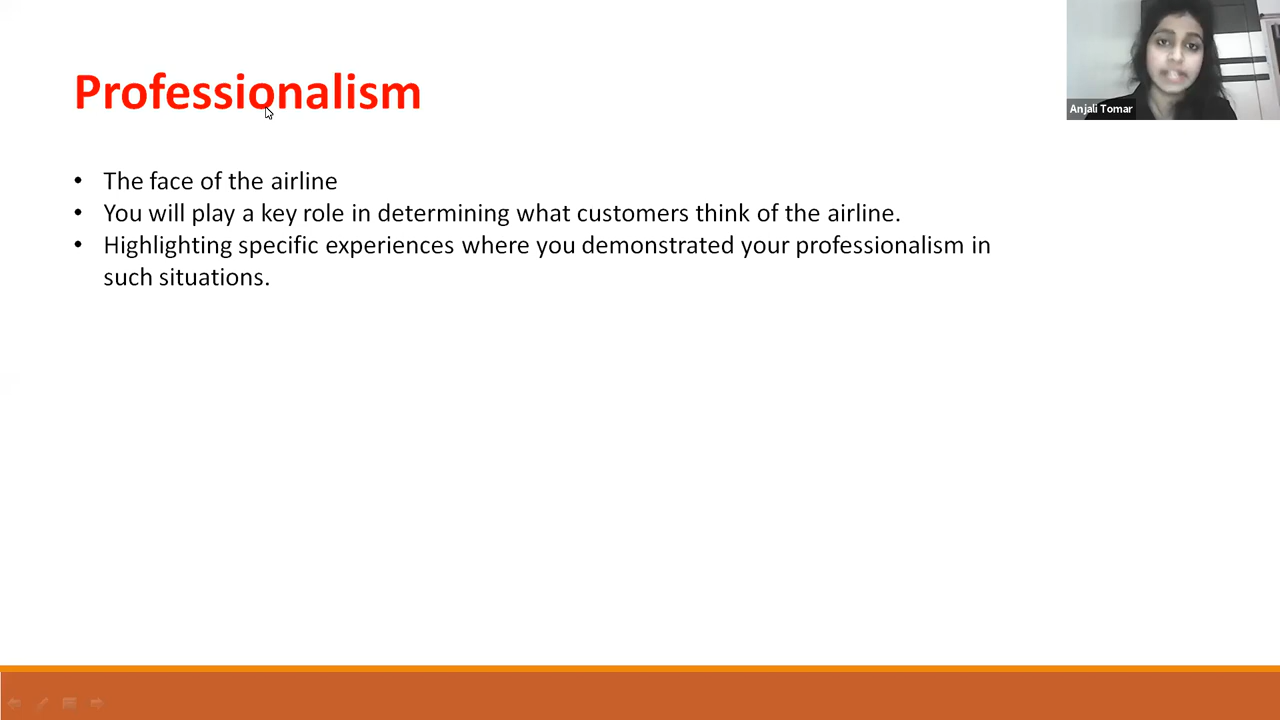 Professionalism
Anjali Tomar
• The face of the airline
• You will play a key role in determining what customers think of the airline.
• Highlighting specific experiences where you demonstrated your professionalism in
such situations.